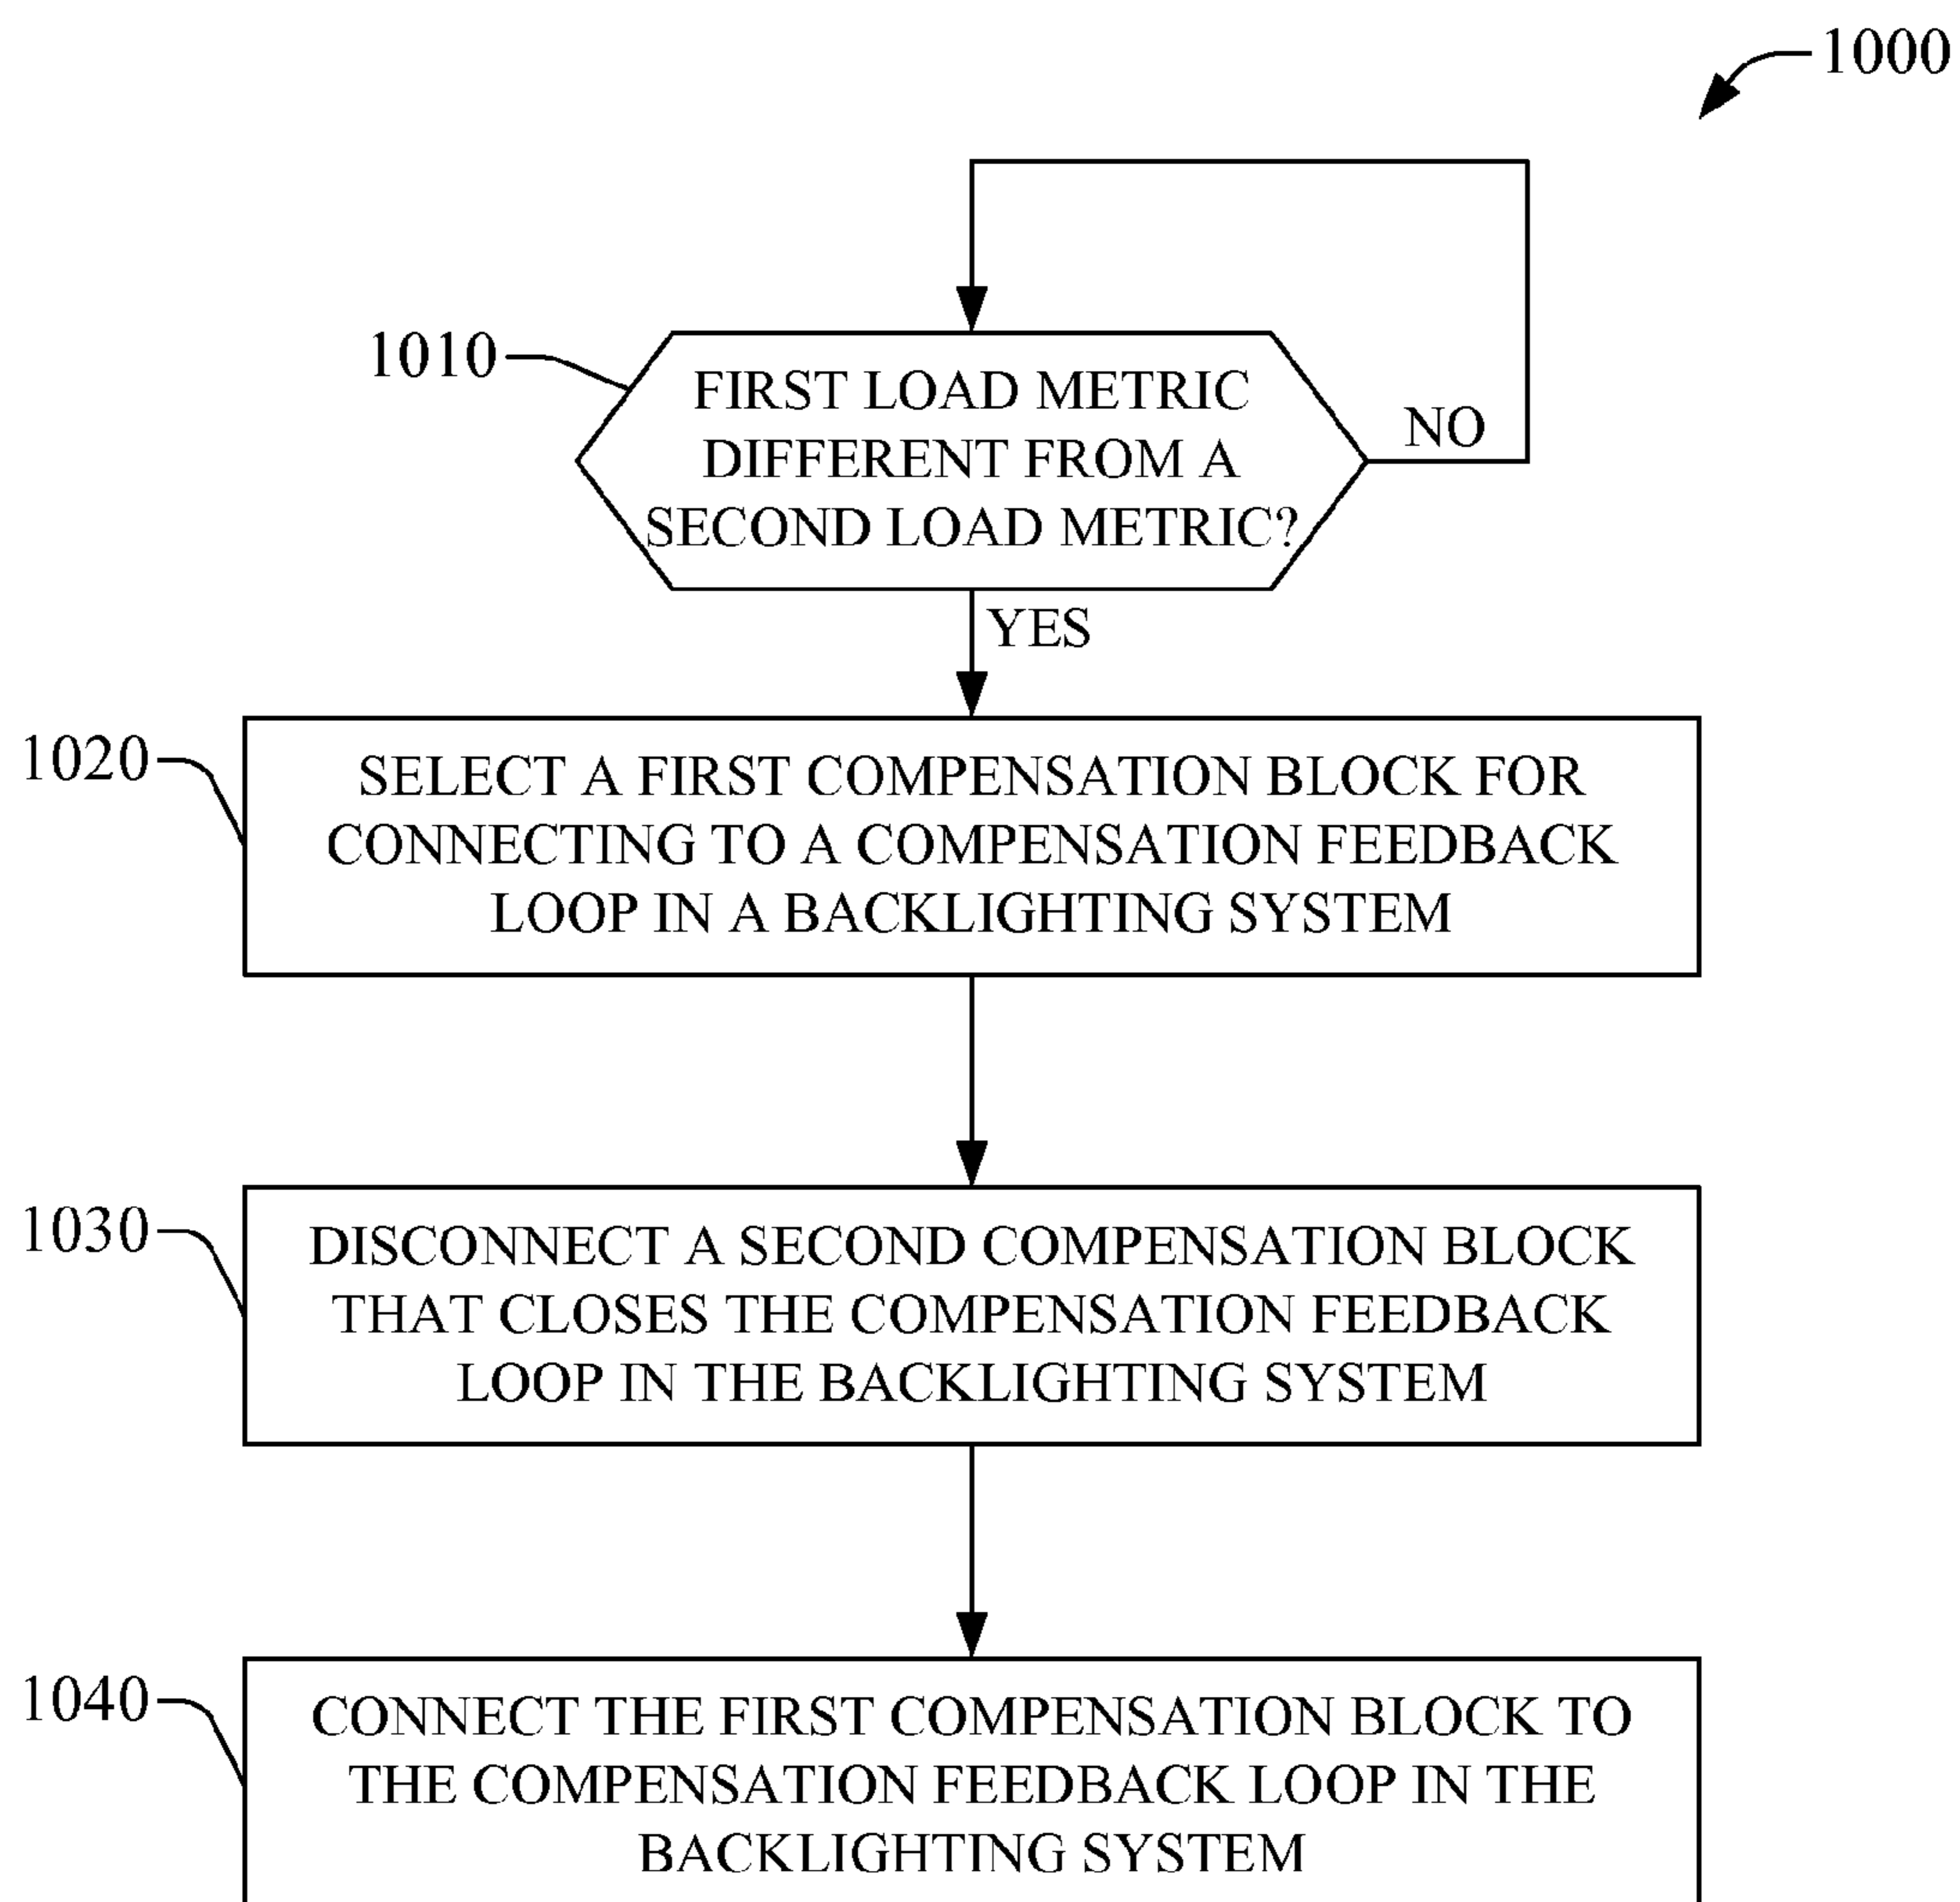 1000
1010
FIRST LOAD METRIC
DIFFERENT FROM A
SECOND LOAD METRIC?
NO
YES
1020
SELECT A FIRST COMPENSATION BLOCK FOR
CONNECTING TO A COMPENSATION FEEDBACK
LOOP IN A BACKLIGHTING SYSTEM
1030
DISCONNECT A SECOND COMPENSATION BLOCK
THAT CLOSES THE COMPENSATION FEEDBACK
LOOP IN THE BACKLIGHTING SYSTEM
1040
CONNECT THE FIRST COMPENSATION BLOCK TO
THE COMPENSATION FEEDBACK LOOP IN THE
BACKLIGHTING SYSTEM